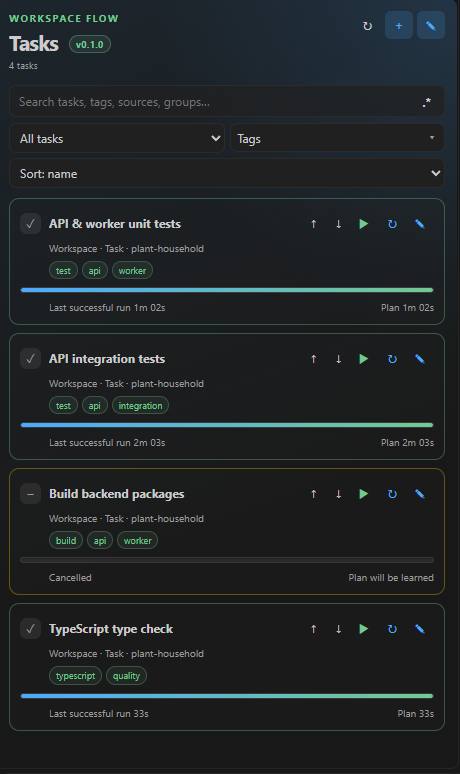 WORKSPACE FLOW
Tasks v0.1.0
4 tasks
Search tasks, tags, sources, groups... .*
All tasks Tags
Sort: name
API & worker unit tests
Workspace · Task · plant-household
test api worker
Last successful run 1m 02s Plan 1m 02s
API integration tests
Workspace · Task · plant-household
test api integration
Last successful run 2m 03s Plan 2m 03s
Build backend packages
Workspace · Task · plant-household
build api worker
Cancelled Plan will be learned
TypeScript type check
Workspace · Task · plant-household
typescript quality
Last successful run 33s Plan 33s